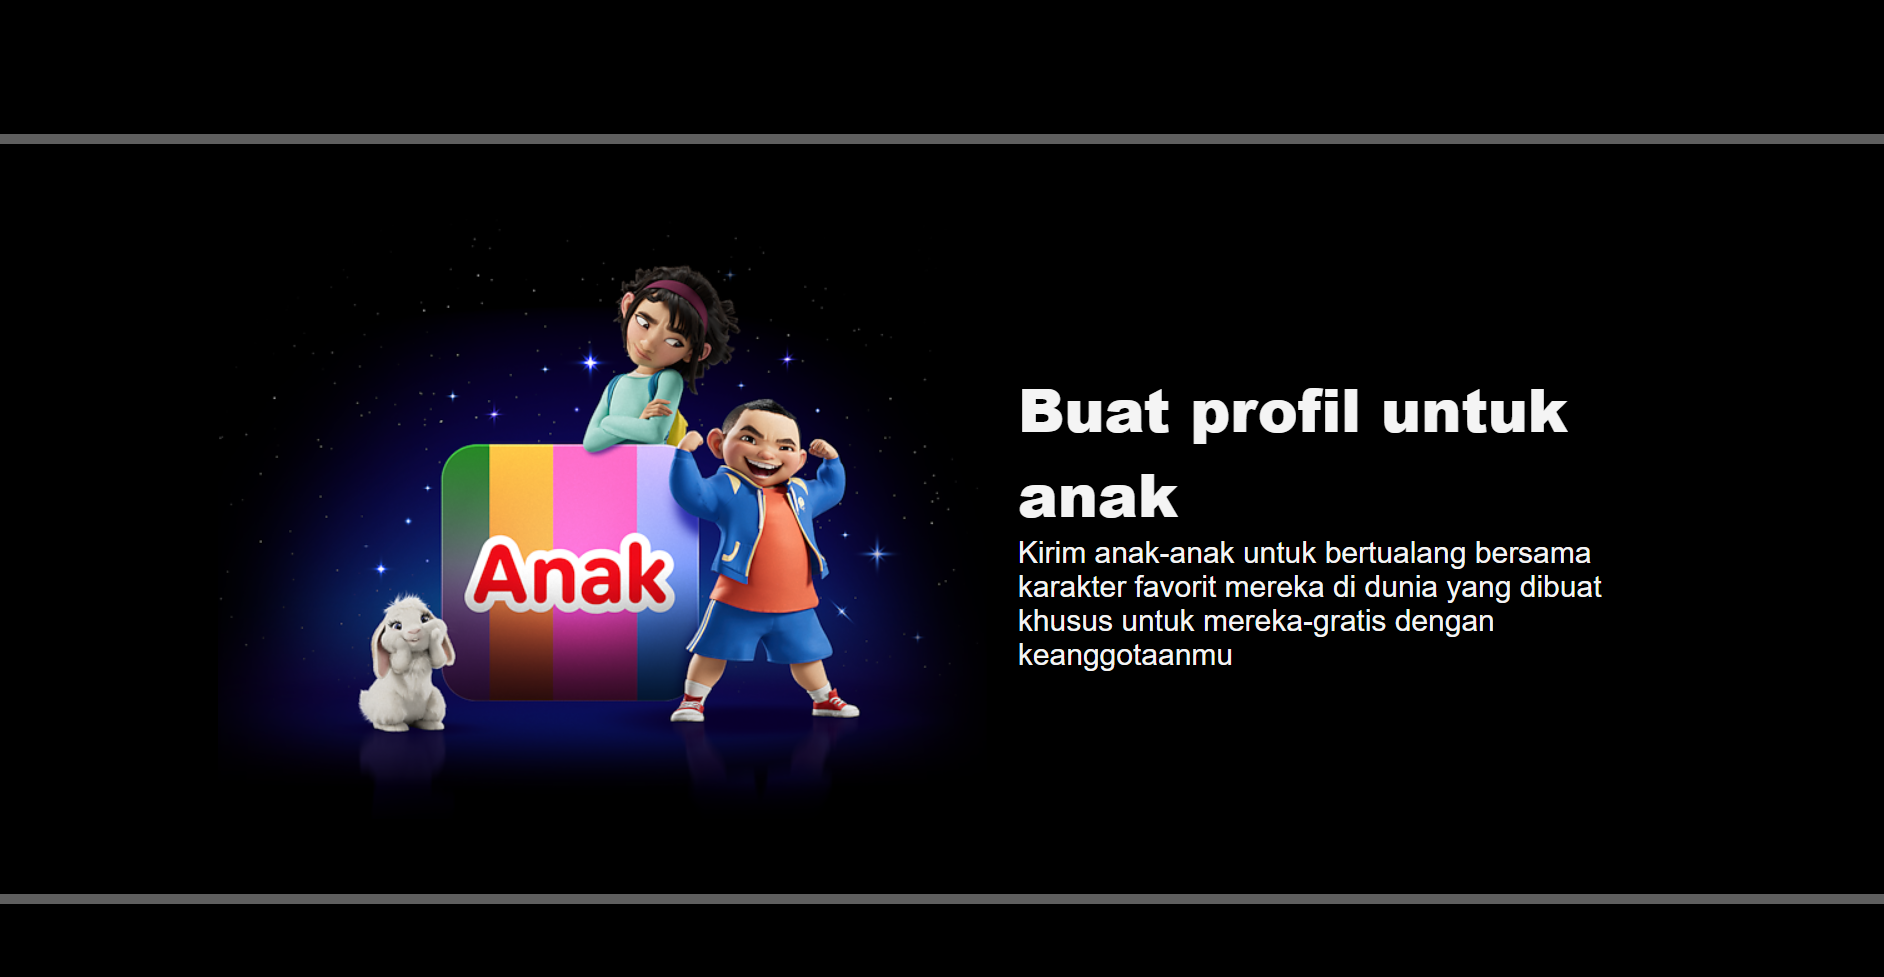 Anak
Buat profil untuk
anak
Kirim anak-anak untuk bertualang bersama
karakter favorit mereka di dunia yang dibuat
khusus untuk mereka-gratis dengan
keanggotaanmu